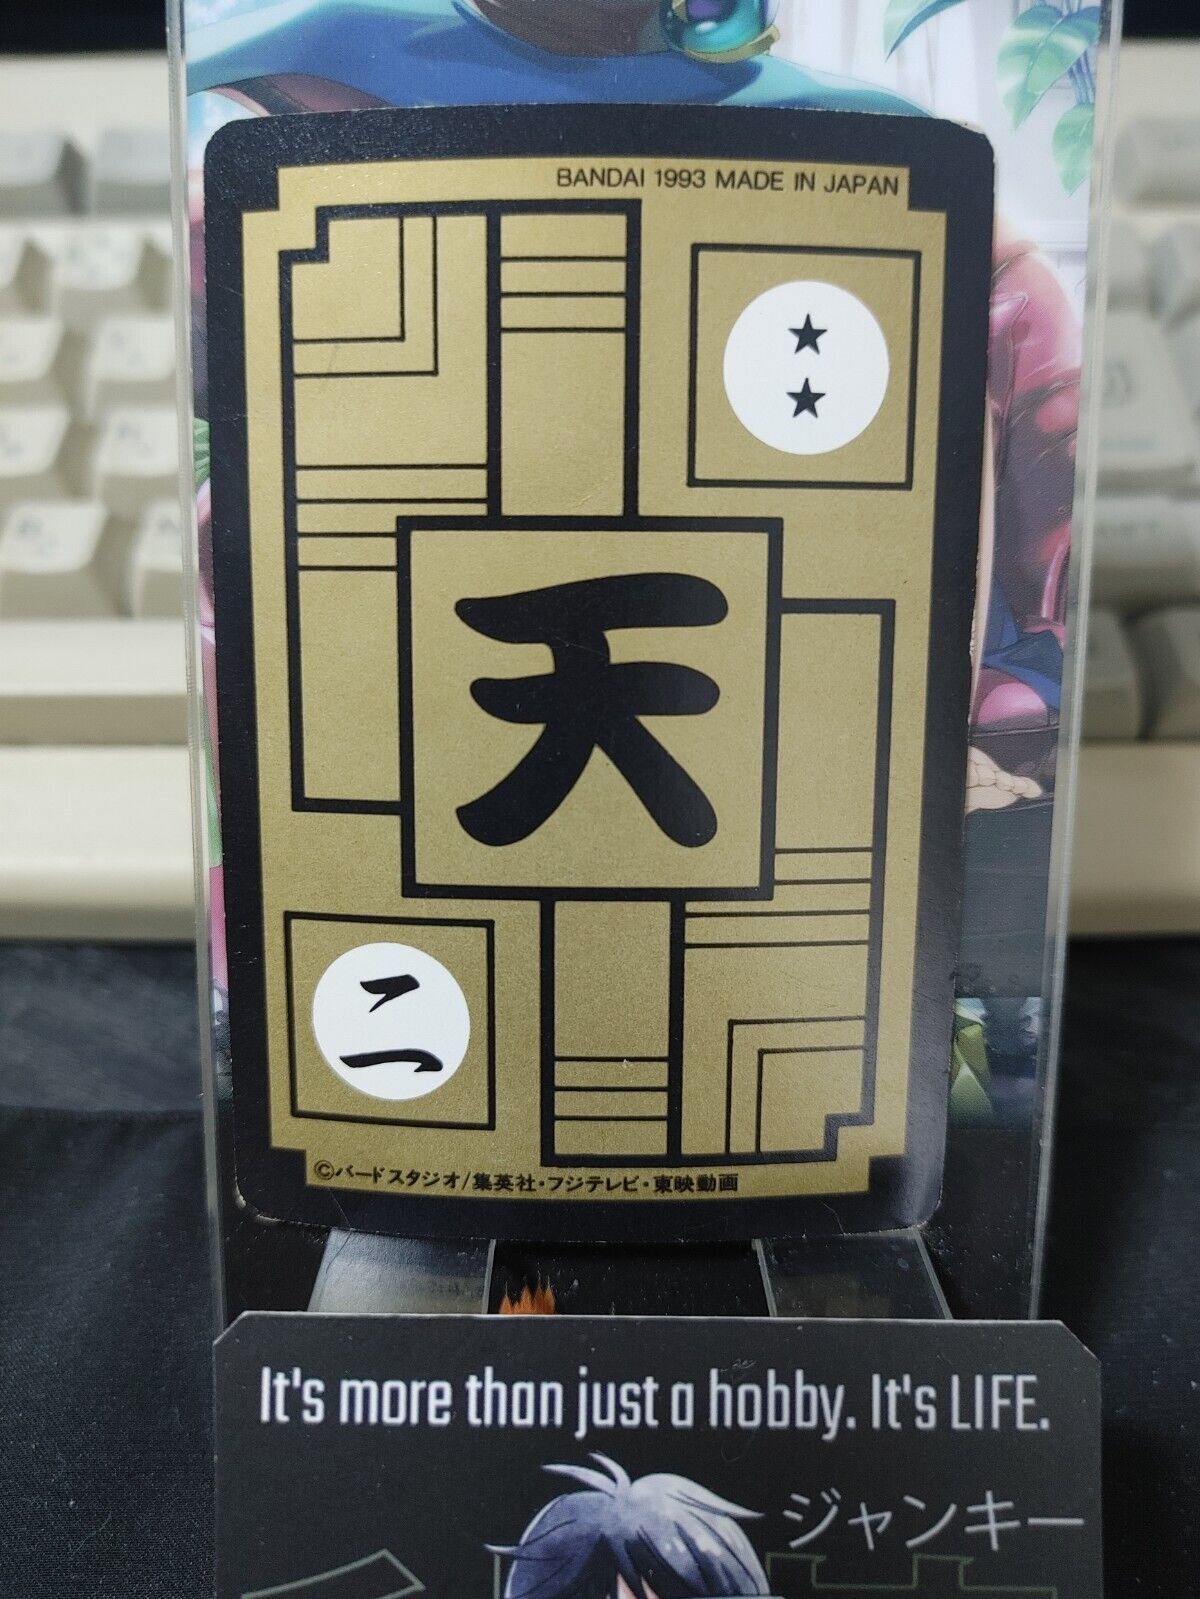 BANDAI 1993 MADE IN JAPAN
★
★
天
二
©バードスタジオ/集英社・フジテレビ・東映動画
It's more than just a hobby. It's LIFE.
ジャンキー